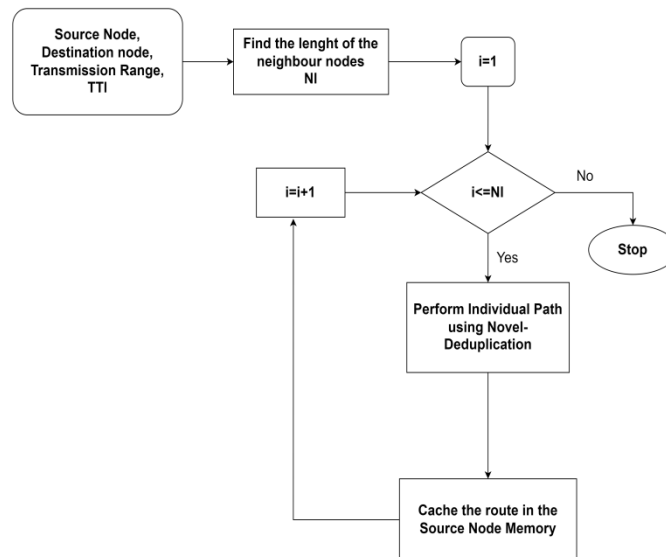 Source Node,
Destination node,
Transmission Range,
TTI
Find the lenght of the
neighbour nodes
NI
i=1
i=i+1
i<=NI
No
Stop
Yes
Perform Individual Path
using Novel-
Deduplication
Cache the route in the
Source Node Memory